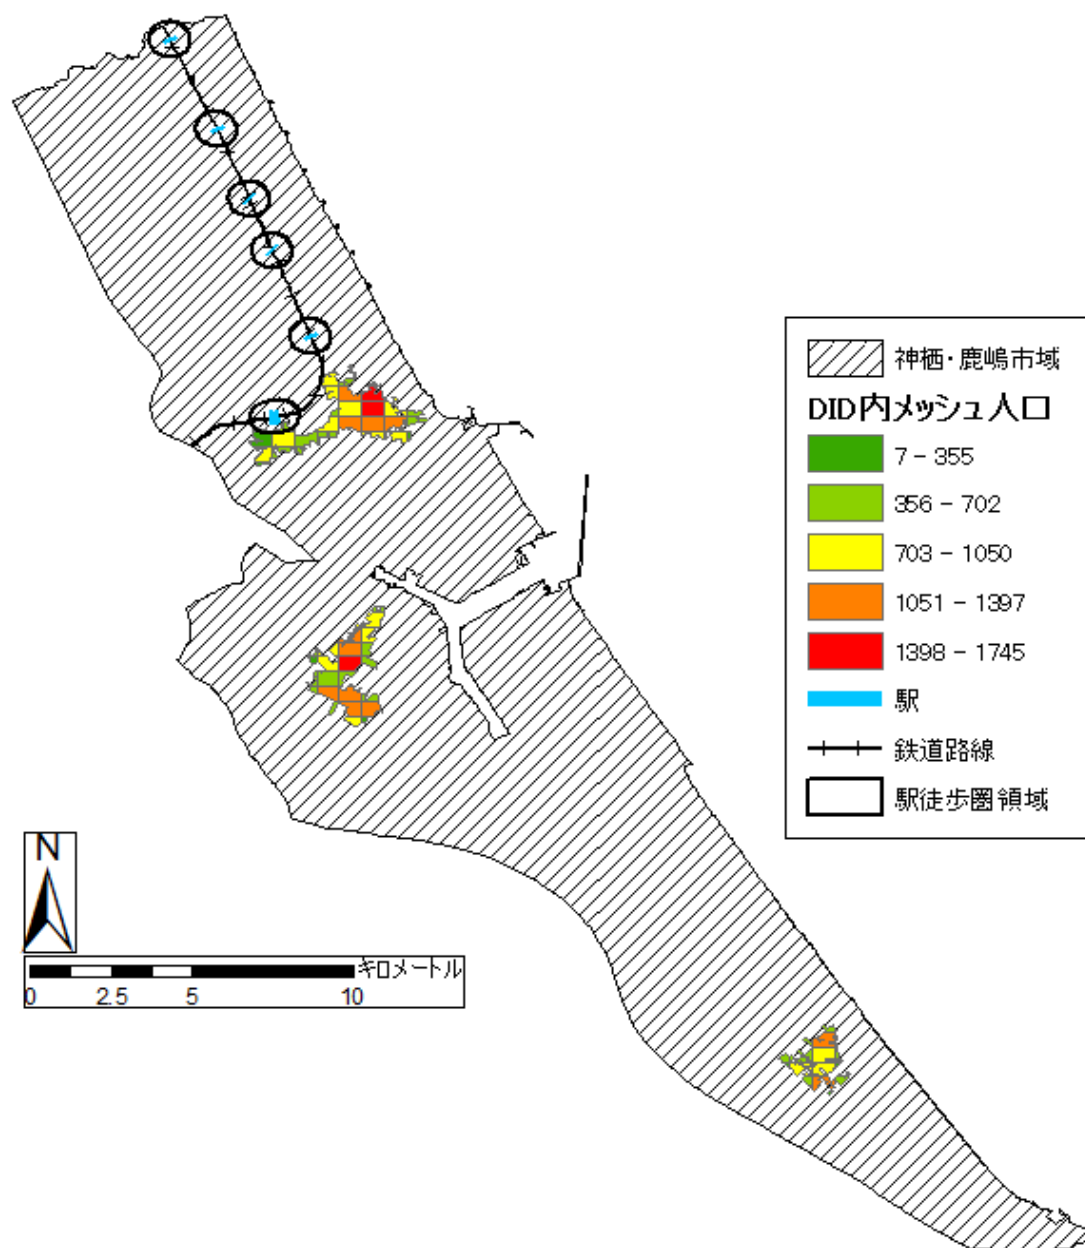 神栖・鹿嶋市域
DID内メッシュ人口
7 - 355
356 - 702
703 - 1050
1051 - 1397
1398 - 1745
駅
鉄道路線
駅徒歩圏領域
N
キロメートル
0 2.5 5 10